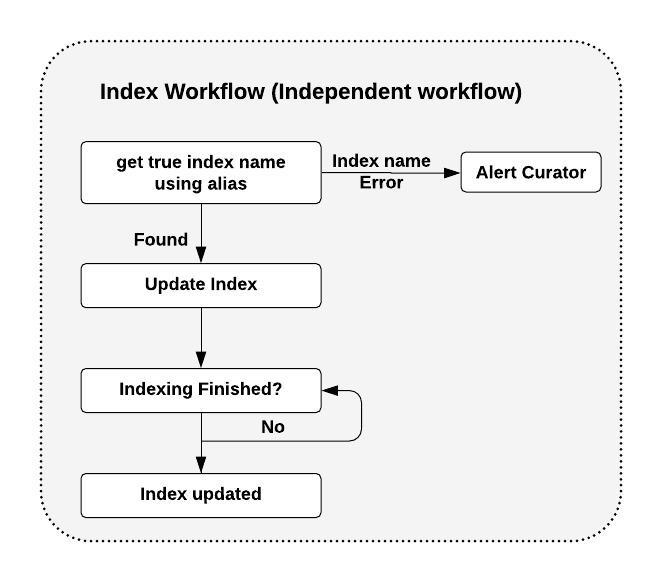 Index Workflow (Independent workflow)
get true index name
using alias
Index name
Error
Alert Curator
Found
Update Index
Indexing Finished?
No
Index updated